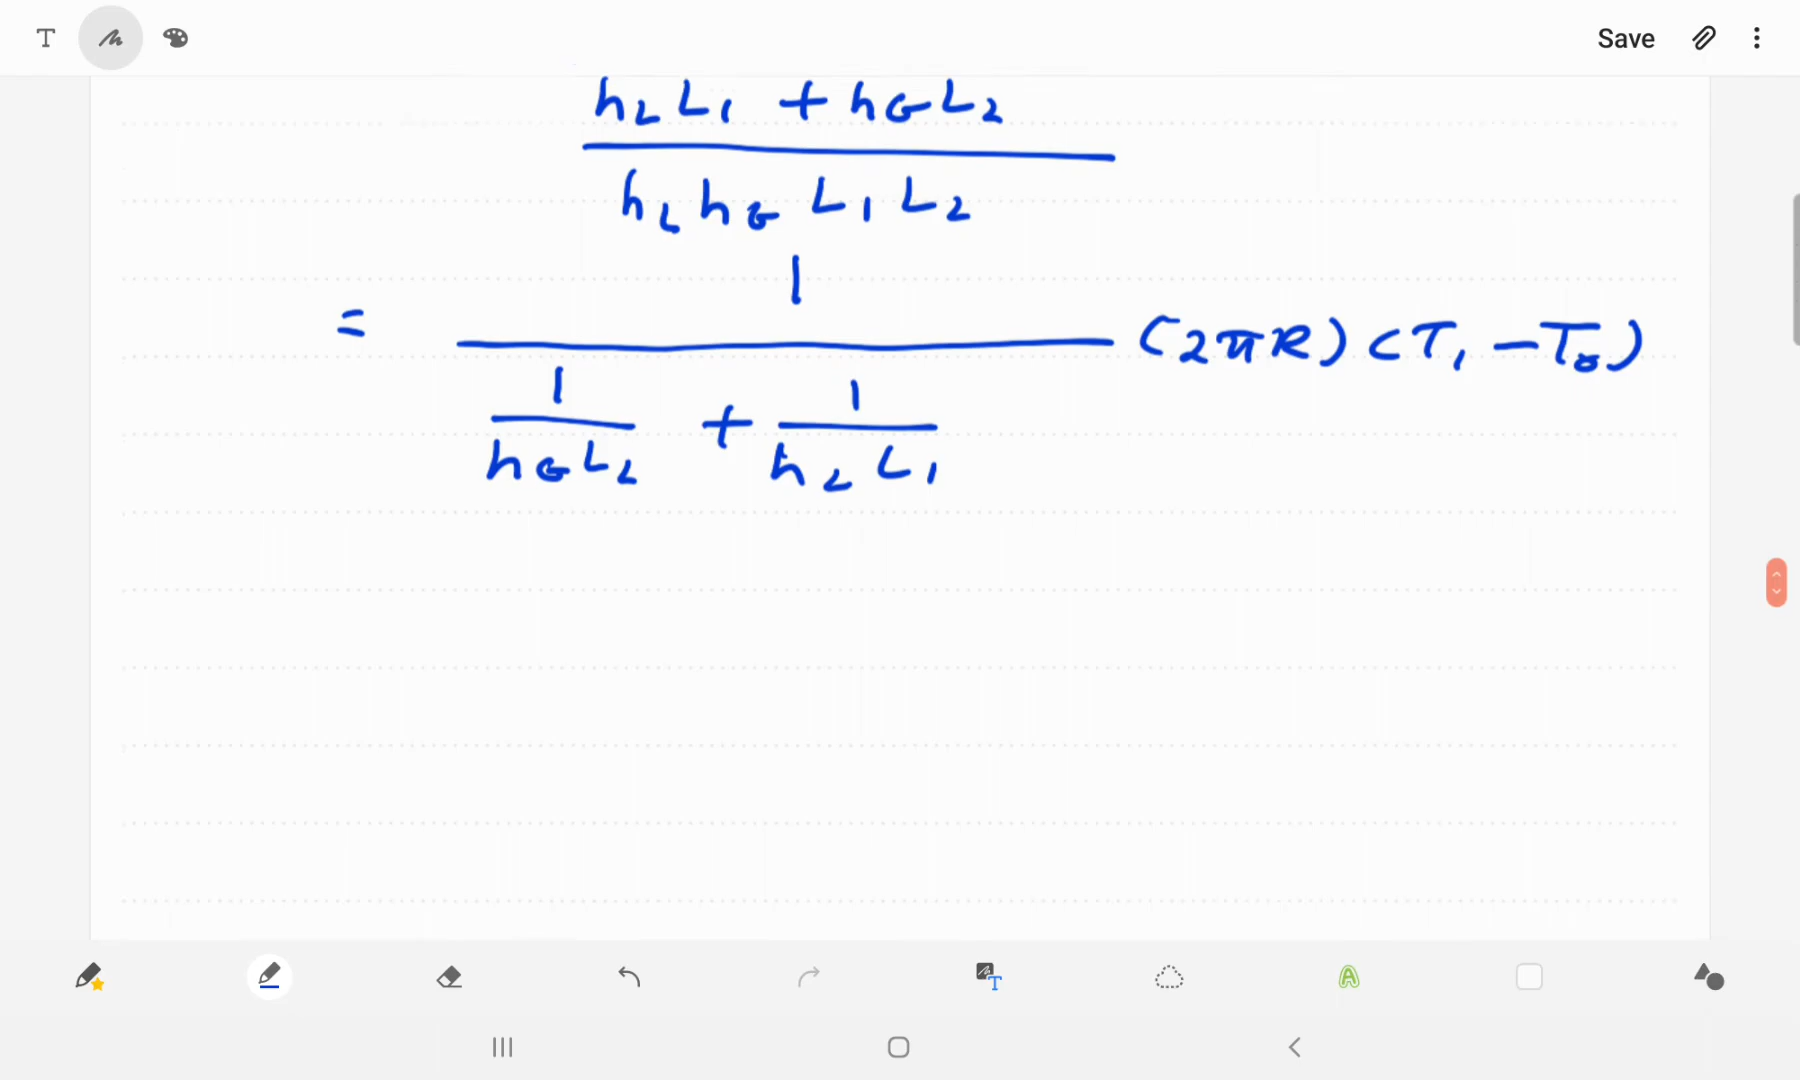 T
Save
h_L L_1 + h_G L_2
h_L h_G L_1 L_2
1
= (2πR) (T_1 - T_0)
1 + 1
h_G L_2 h_L L_1
T
A